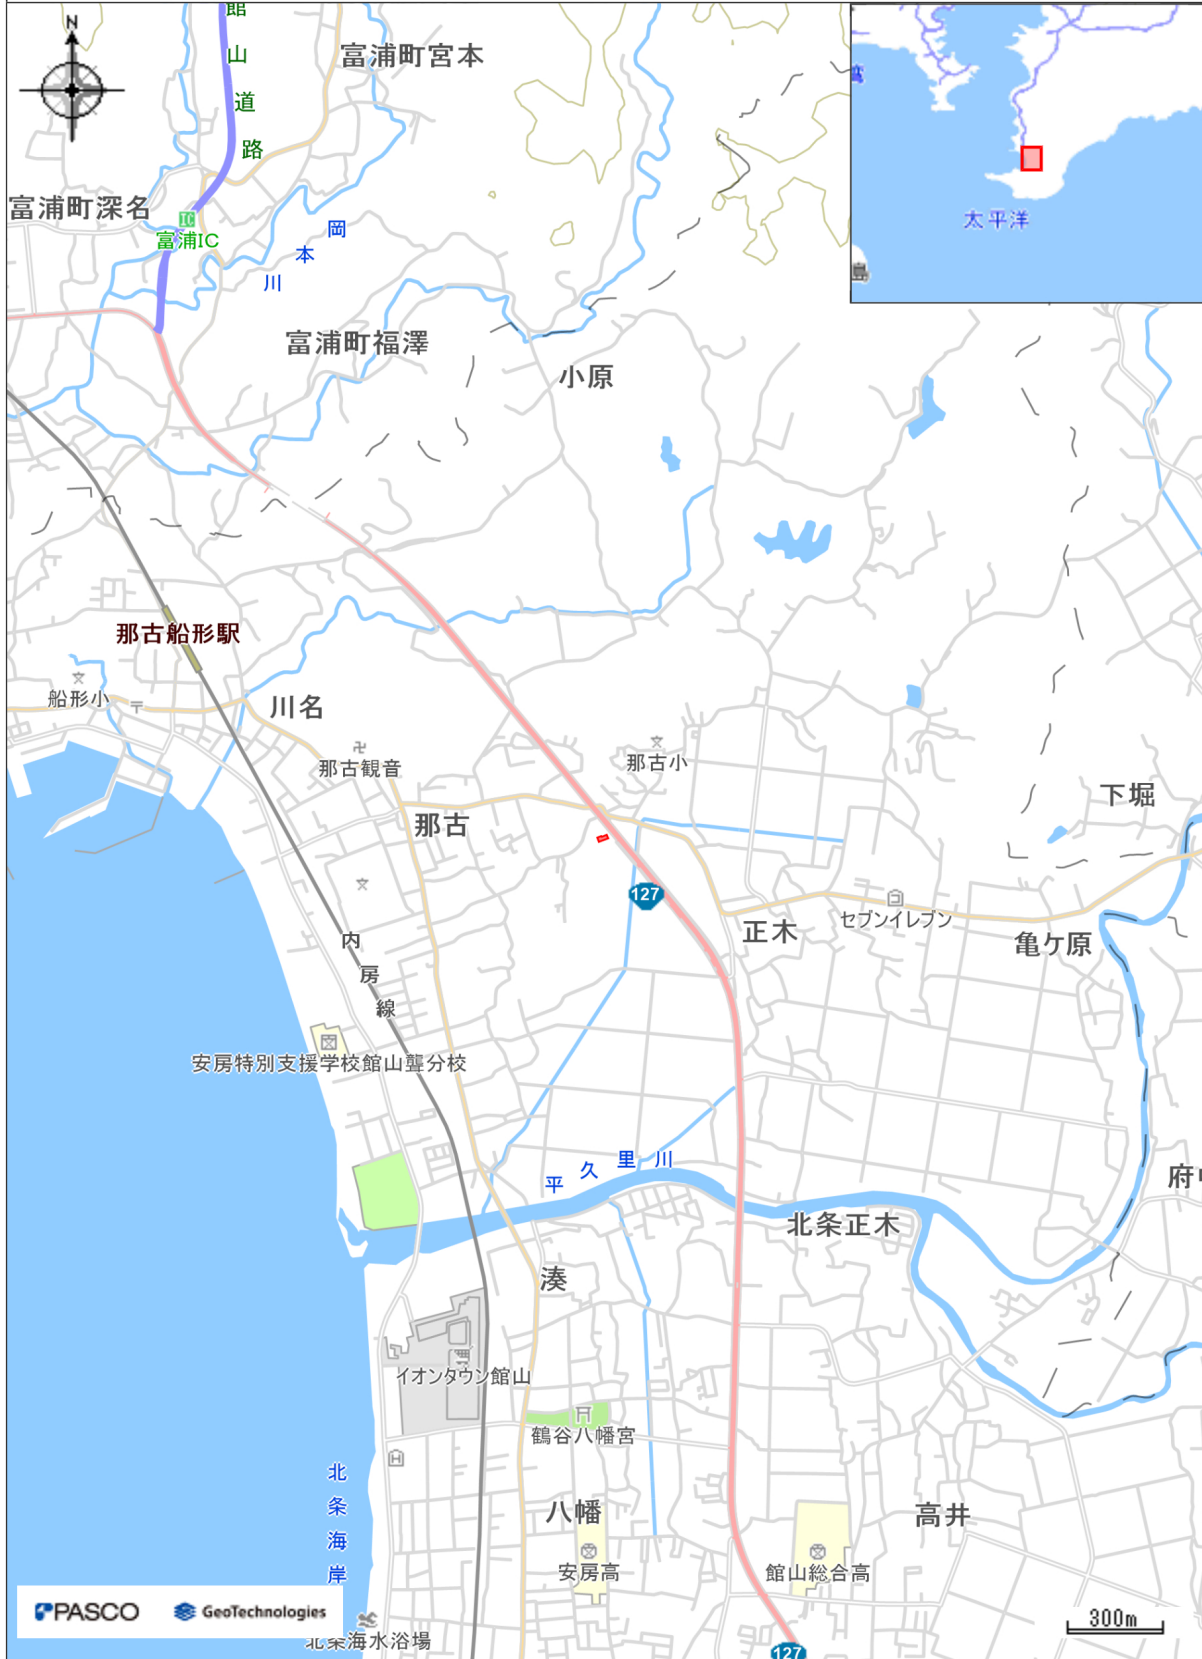 N
館山道路
富浦町宮本
富浦町深名
IC
富浦IC
岡本川
太平洋
富浦町福澤
小原
那古船形駅
船形小
川名
那古観音
那古小
那古
下堀
127
セブンイレブン
正木
亀ケ原
内房線
安房特別支援学校館山聾分校
平久里川
府中
北条正木
湊
イオンタウン館山
鶴谷八幡宮
H
北条海岸
八幡
高井
安房高
館山総合高
PASCO
GeoTechnologies
北条海水浴場
300m
127